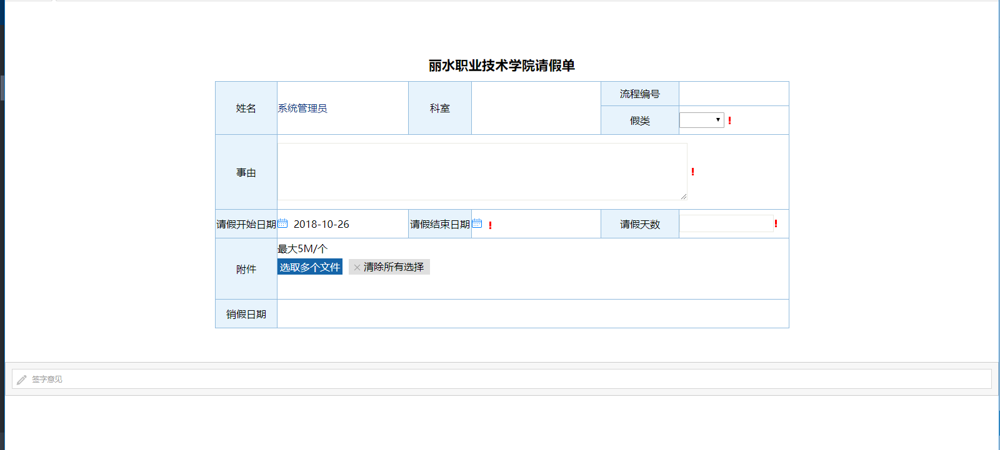 丽水职业技术学院请假单
姓名 系统管理员 科室 流程编号
假类 !
事由 !
请假开始日期 2018-10-26 请假结束日期 ! 请假天数 !
附件 最大5M/个
选取多个文件 × 清除所有选择
销假日期
签字意见